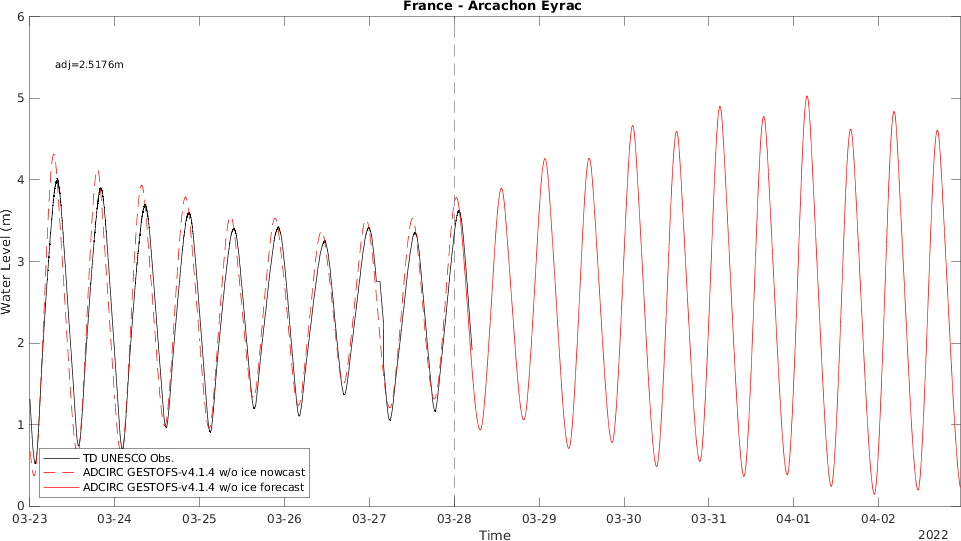 France - Arcachon Eyrac
adj=2.5176m
Water Level (m)
6
5
4
3
2
1
0
TD UNESCO Obs.
ADCIRC GESTOFS-v4.1.4 w/o ice nowcast
ADCIRC GESTOFS-v4.1.4 w/o ice forecast
03-23 03-24 03-25 03-26 03-27 03-28 03-29 03-30 03-31 04-01 04-02
Time
2022